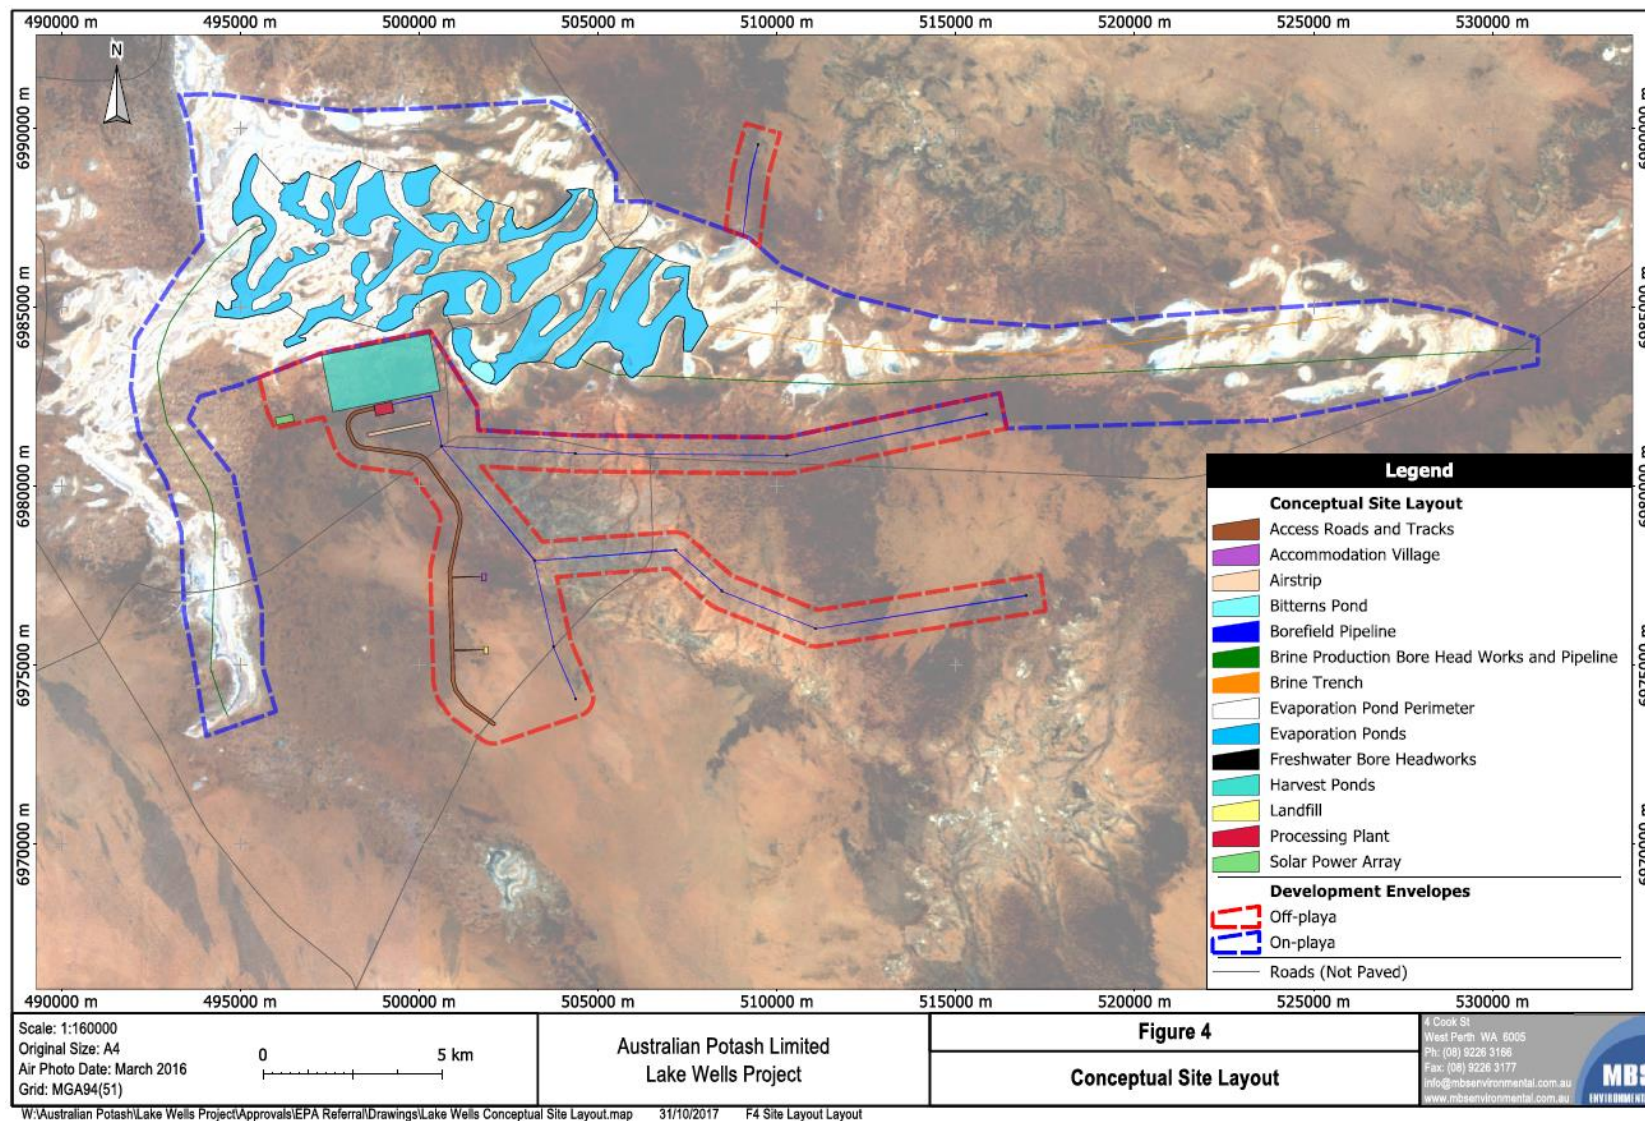 490000 m 495000 m 500000 m 505000 m 510000 m 515000 m 520000 m 525000 m 530000 m
N
6990000 m 6990000 m
6985000 m 6985000 m
6980000 m 6980000 m
6975000 m 6975000 m
6970000 m 6970000 m
Legend
Conceptual Site Layout
Access Roads and Tracks
Accommodation Village
Airstrip
Bitterns Pond
Borefield Pipeline
Brine Production Bore Head Works and Pipeline
Brine Trench
Evaporation Pond Perimeter
Evaporation Ponds
Freshwater Bore Headworks
Harvest Ponds
Landfill
Processing Plant
Solar Power Array
Development Envelopes
Off-playa
On-playa
Roads (Not Paved)
490000 m 495000 m 500000 m 505000 m 510000 m 515000 m 520000 m 525000 m 530000 m
Scale: 1:160000
Original Size: A4
Air Photo Date: March 2016
Grid: MGA94(51)
0 5 km
Australian Potash Limited
Lake Wells Project
Figure 4
Conceptual Site Layout
4 Cook St
West Perth WA 6005
Ph: (08) 9226 3166
Fax: (08) 9226 3177
info@mbsenvironmental.com.au
www.mbsenvironmental.com.au
MBS
ENVIRONMENTAL
W:\Australian Potash\Lake Wells Project\Approvals\EPA Referral\Drawings\Lake Wells Conceptual Site Layout.map 31/10/2017 F4 Site Layout Layout